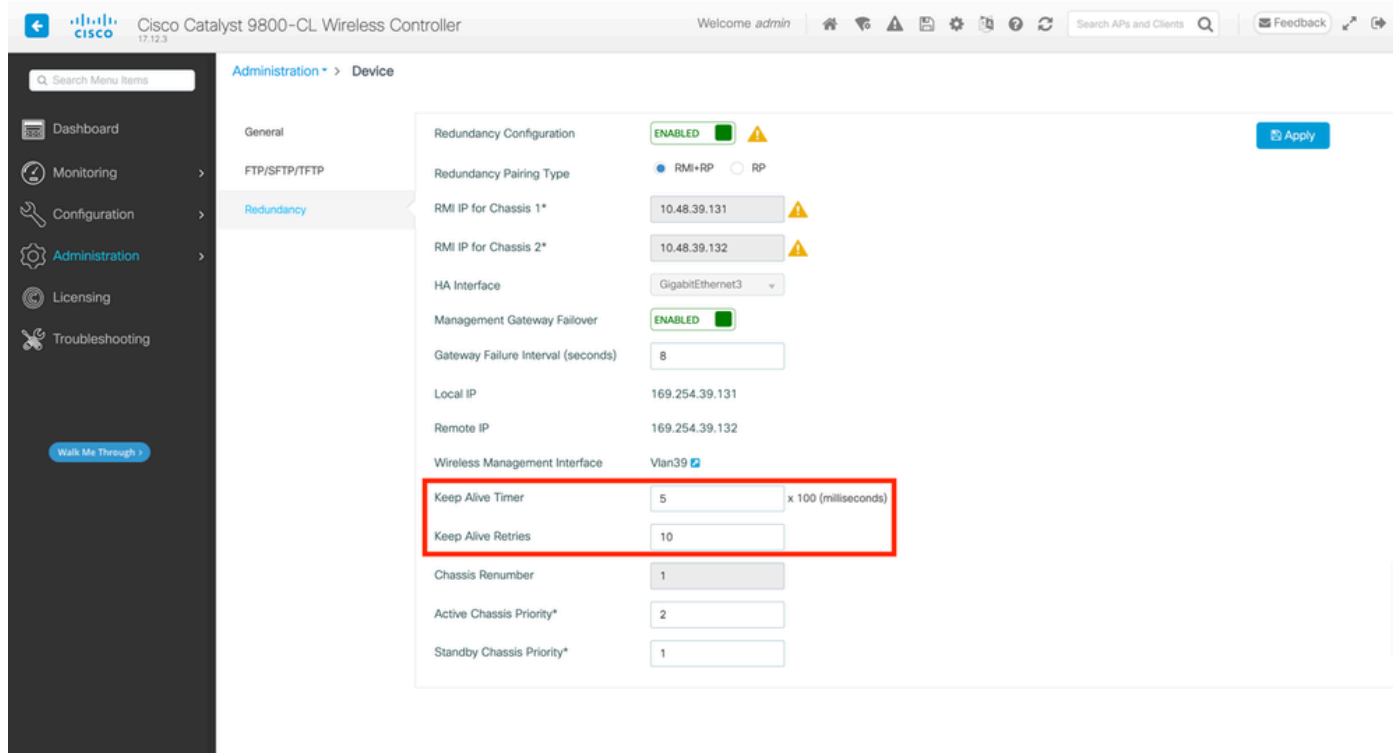 CISCO
Cisco Catalyst 9800-CL Wireless Controller
17.12.3
Welcome admin
Search APs and Clients
Feedback
Search Menu Items
Dashboard
Monitoring
Configuration
Administration
Licensing
Troubleshooting
Walk Me Through >
Administration > Device
General
FTP/SFTP/TFTP
Redundancy
Redundancy Configuration ENABLED
Apply
Redundancy Pairing Type RMI+RP RP
RMI IP for Chassis 1* 10.48.39.131
RMI IP for Chassis 2* 10.48.39.132
HA Interface GigabitEthernet3
Management Gateway Failover ENABLED
Gateway Failure Interval (seconds) 8
Local IP 169.254.39.131
Remote IP 169.254.39.132
Wireless Management Interface Vlan39
Keep Alive Timer 5 x 100 (milliseconds)
Keep Alive Retries 10
Chassis Renumber 1
Active Chassis Priority* 2
Standby Chassis Priority* 1